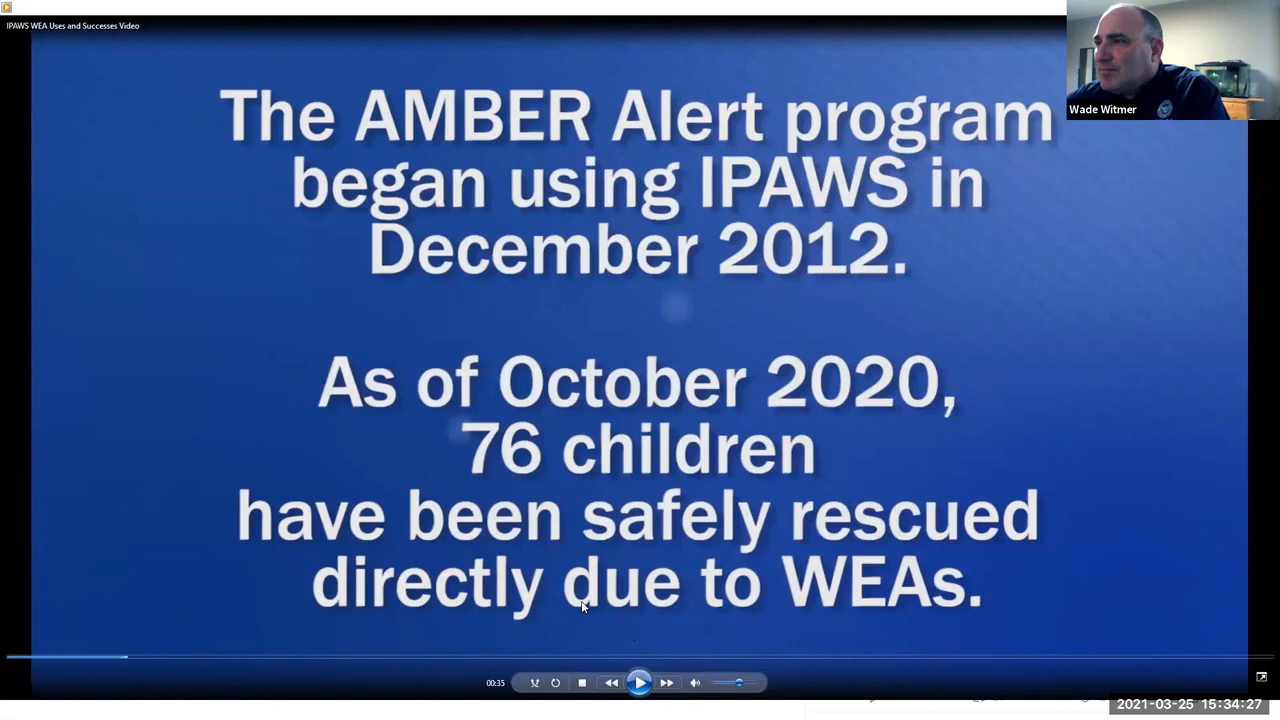 IPAWS WEA Uses and Successes Video
Wade Witmer
The AMBER Alert program
began using IPAWS in
December 2012.
As of October 2020,
76 children
have been safely rescued
directly due to WEAs.
00:35
2021-03-25 15:34:27